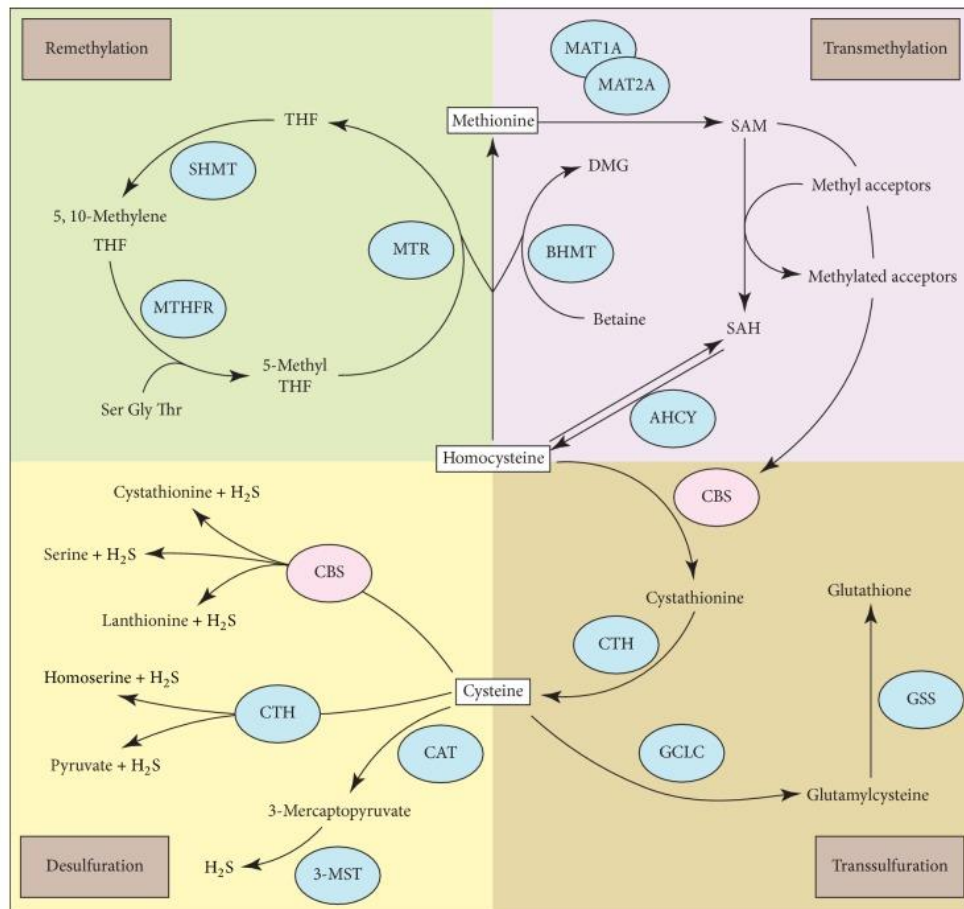 Remethylation
Transmethylation
MAT1A
MAT2A
THF
Methionine
SAM
SHMT
DMG
Methyl acceptors
5, 10-Methylene
THF
MTR
BHMT
Methylated acceptors
MTHFR
Betaine
SAH
5-Methyl
THF
Ser Gly Thr
AHCY
Homocysteine
CBS
Cystathionine + H₂S
Serine + H₂S
CBS
Lanthionine + H₂S
Cystathionine
Glutathione
CTH
Homoserine + H₂S
CTH
Cysteine
GSS
CAT
GCLC
Pyruvate + H₂S
3-Mercaptopyruvate
Glutamylcysteine
Desulfuration
H₂S
3-MST
Transsulfuration